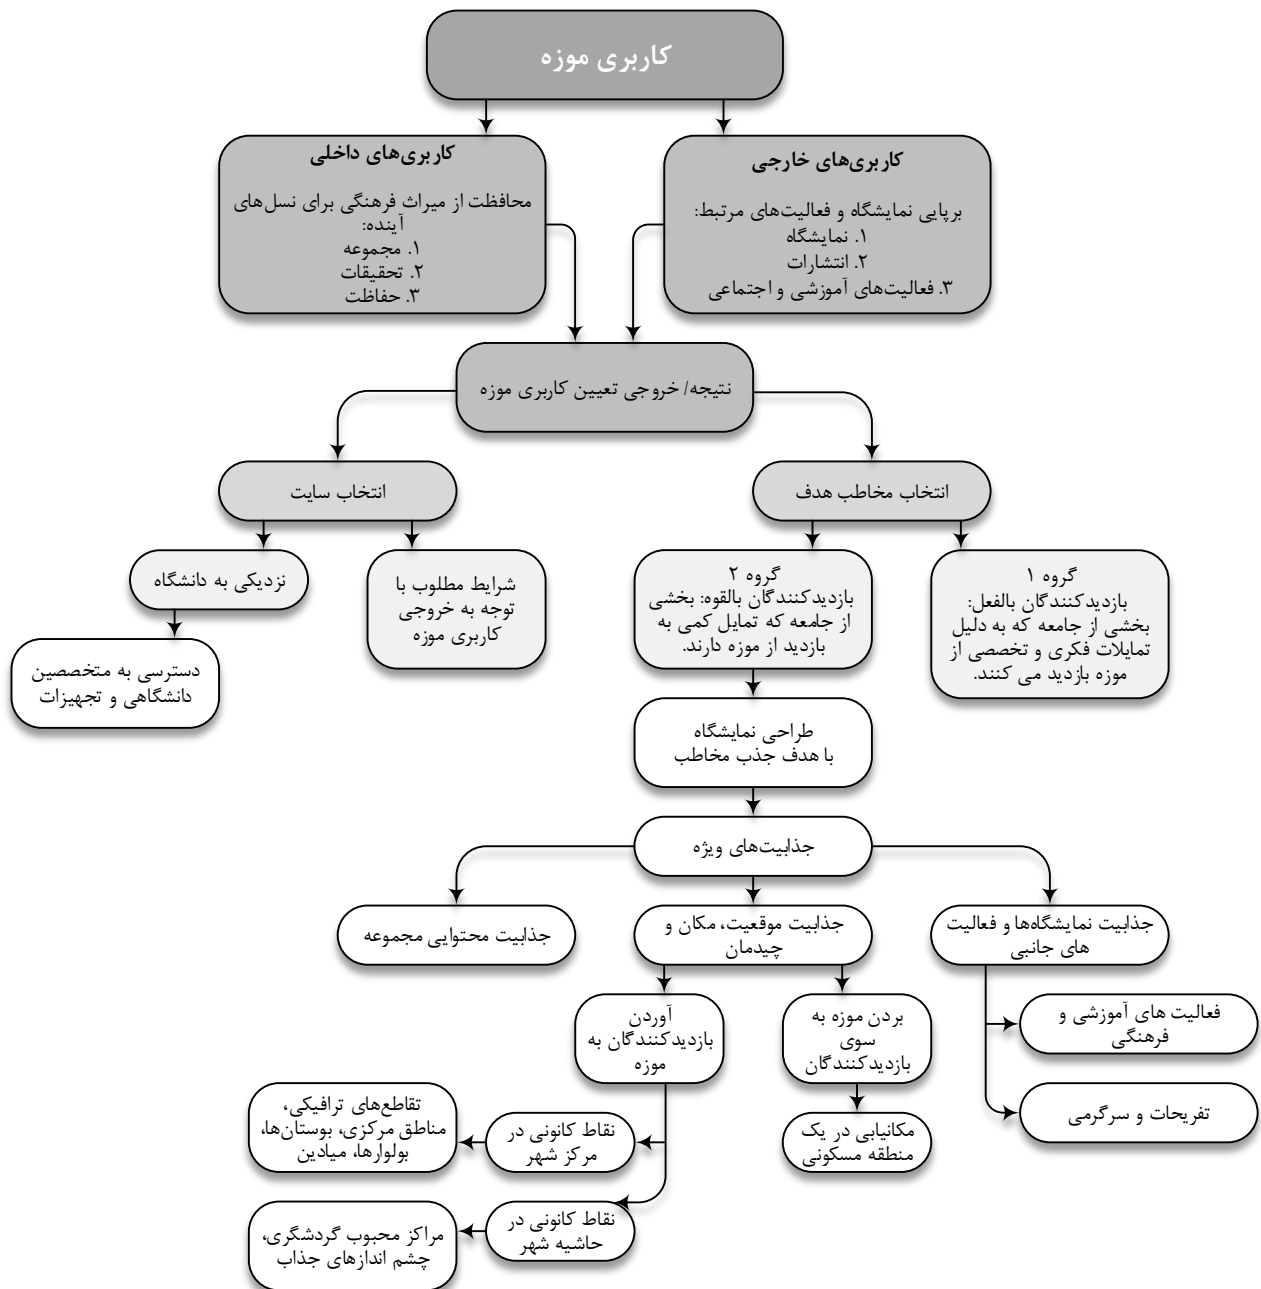 کاربری موزه
کاربری‌های خارجی
برپایی نمایشگاه و فعالیت‌های مرتبط:
۱. نمایشگاه
۲. انتشارات
۳. فعالیت‌های آموزشی و اجتماعی
کاربری‌های داخلی
محافظت از میراث فرهنگی برای نسل‌های
آینده:
۱. مجموعه
۲. تحقیقات
۳. حفاظت
نتیجه/ خروجی تعیین کاربری موزه
انتخاب مخاطب هدف
انتخاب سایت
گروه ۱
بازدیدکنندگان بالفعل:
بخشی از جامعه که به دلیل
تمایلات فکری و تخصصی از
موزه بازدید می کنند.
گروه ۲
بازدیدکنندگان بالقوه: بخشی
از جامعه که تمایل کمی به
بازدید از موزه دارند.
شرایط مطلوب با
توجه به خروجی
کاربری موزه
نزدیکی به دانشگاه
دسترسی به متخصصین
دانشگاهی و تجهیزات
طراحی نمایشگاه
با هدف جذب مخاطب
جذابیت‌های ویژه
جذابیت نمایشگاه‌ها و فعالیت
های جانبی
جذابیت موقعیت، مکان و
چیدمان
جذابیت محتوایی مجموعه
فعالیت های آموزشی و
فرهنگی
تفریحات و سرگرمی
بردن موزه به
سوی
بازدیدکنندگان
مکانیابی در یک
منطقه مسکونی
آوردن
بازدیدکنندگان به
موزه
نقاط کانونی در
مرکز شهر
تقاطع‌های ترافیکی،
مناطق مرکزی، بوستان‌ها،
بولوارها، میادین
نقاط کانونی در
حاشیه شهر
مراکز محبوب گردشگری،
چشم اندازهای جذاب